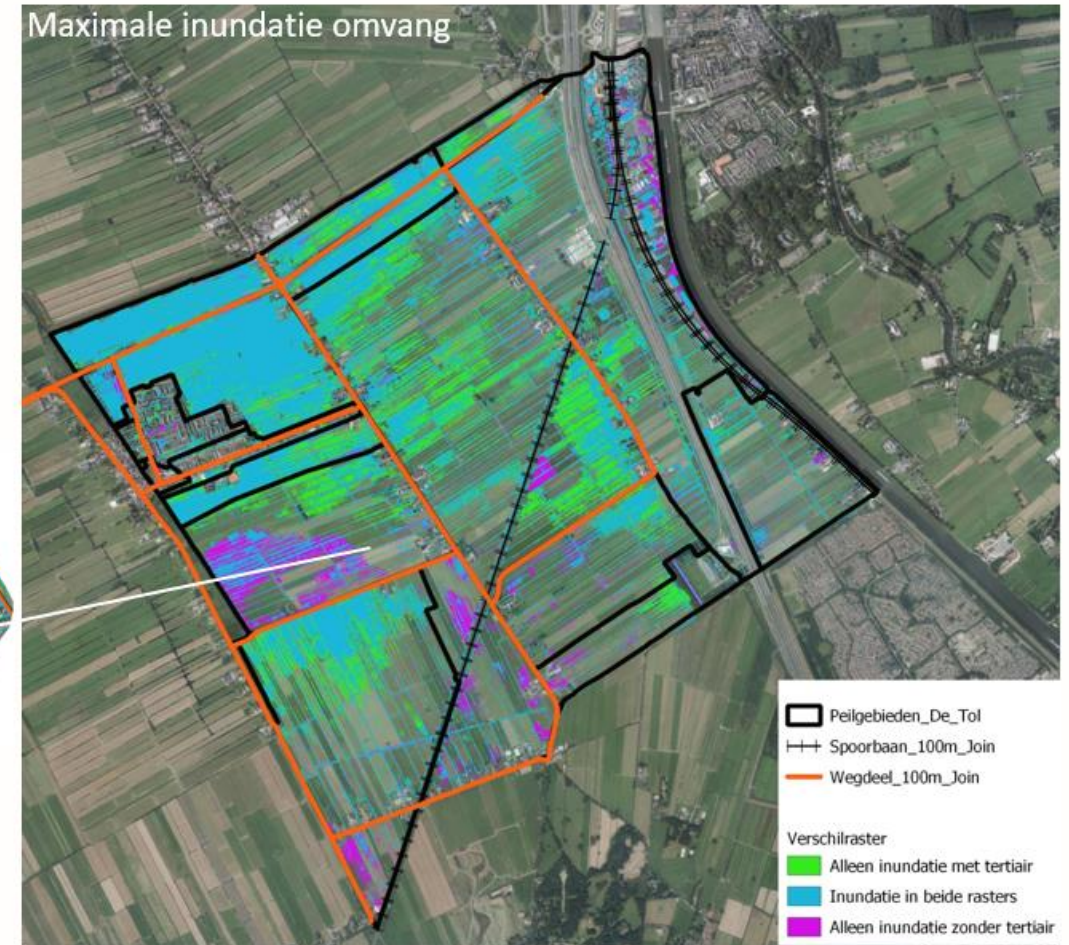 Maximale inundatie omvang
Peilgebieden_De_Tol
Spoorbaan_100m_Join
Wegdeel_100m_Join
Verschilraster
Alleen inundatie met tertiair
Inundatie in beide rasters
Alleen inundatie zonder tertiair